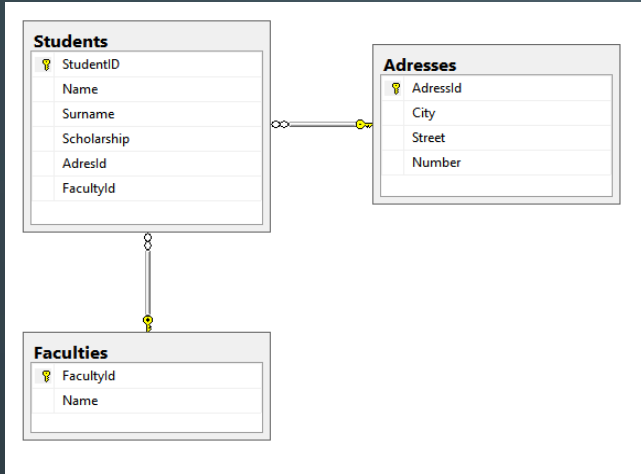 Students
StudentID
Name
Surname
Scholarship
AdresId
FacultyId
Adresses
AdressId
City
Street
Number
Faculties
FacultyId
Name